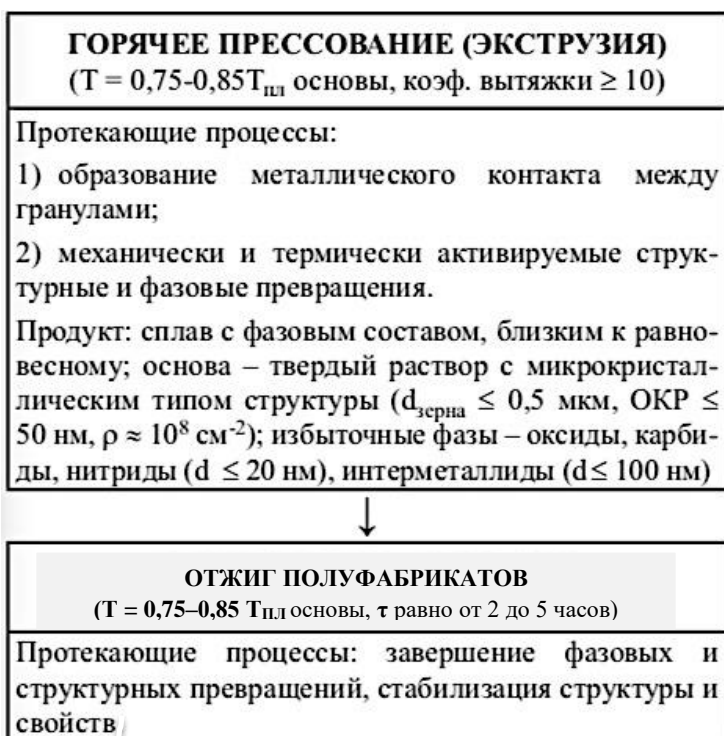 ГОРЯЧЕЕ ПРЕССОВАНИЕ (ЭКСТРУЗИЯ)
(T = 0,75-0,85Tпл основы, коэф. вытяжки ≥ 10)
Протекающие процессы:
1) образование металлического контакта между
гранулами;
2) механически и термически активируемые струк-
турные и фазовые превращения.
Продукт: сплав с фазовым составом, близким к равно-
весному; основа – твердый раствор с микрокристал-
лическим типом структуры (dзерна ≤ 0,5 мкм, ОКР ≤
50 нм, ρ ≈ 10⁸ см⁻²); избыточные фазы – оксиды, карби-
ды, нитриды (d ≤ 20 нм), интерметаллиды (d≤ 100 нм)
ОТЖИГ ПОЛУФАБРИКАТОВ
(T = 0,75–0,85 TПЛ основы, τ равно от 2 до 5 часов)
Протекающие процессы: завершение фазовых и
структурных превращений, стабилизация структуры и
свойств